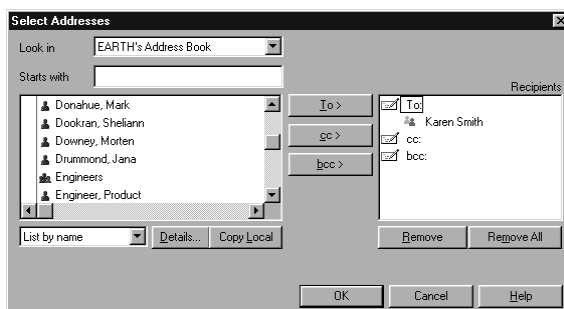 Select Addresses
Look in EARTH's Address Book
Starts with
Recipients
Donahue, Mark
Dookran, Sheliann
Downey, Morten
Drummond, Jana
Engineers
Engineer, Product
To >
cc >
bcc >
To:
Karen Smith
cc:
bcc:
List by name Details... Copy Local
Remove Remove All
OK Cancel Help